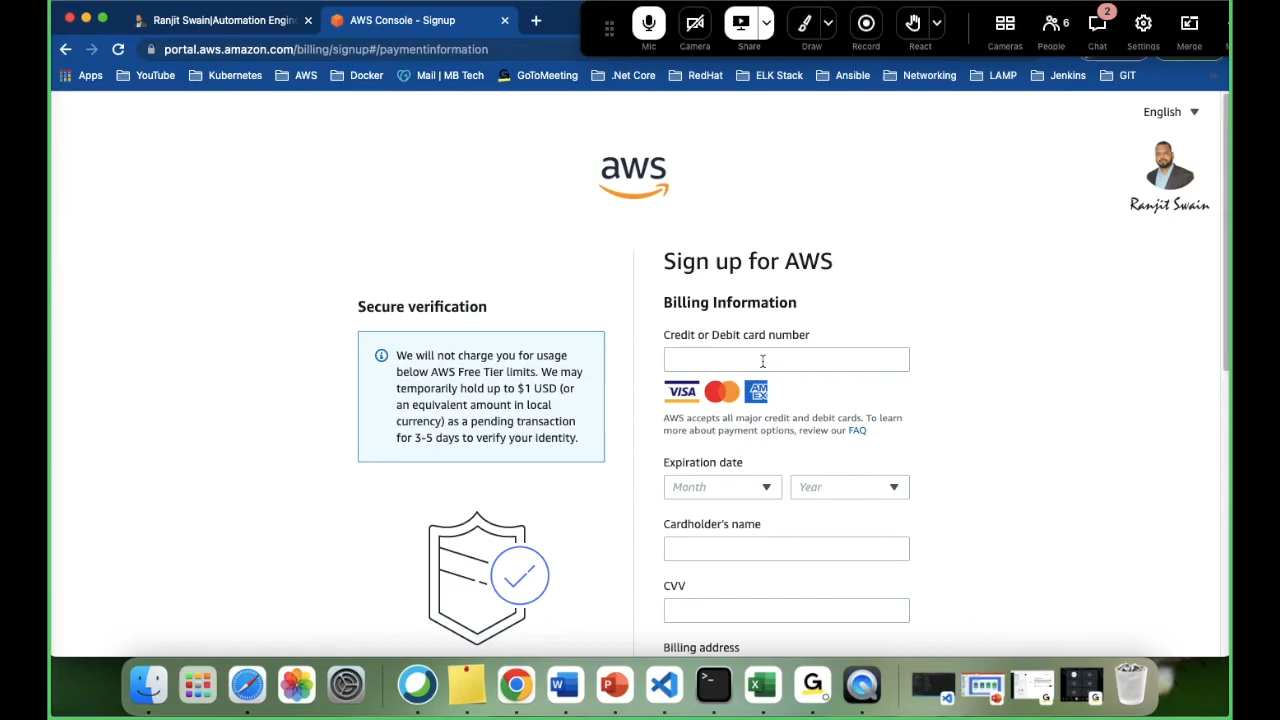 Ranjit Swain|Automation Engin
AWS Console - Signup
Mic
Camera
Share
Draw
Record
React
Cameras
6
People
2
Chat
Settings
Merge
portal.aws.amazon.com/billing/signup#/paymentinformation
Apps
YouTube
Kubernetes
AWS
Docker
Mail | MB Tech
GoToMeeting
.Net Core
RedHat
ELK Stack
Ansible
Networking
LAMP
Jenkins
GIT
»
English
aws
Ranjit Swain
Sign up for AWS
Secure verification
We will not charge you for usage
below AWS Free Tier limits. We may
temporarily hold up to $1 USD (or
an equivalent amount in local
currency) as a pending transaction
for 3-5 days to verify your identity.
Billing Information
Credit or Debit card number
VISA
AM
EX
AWS accepts all major credit and debit cards. To learn
more about payment options, review our FAQ
Expiration date
Month
Year
Cardholder's name
CVV
Billing address